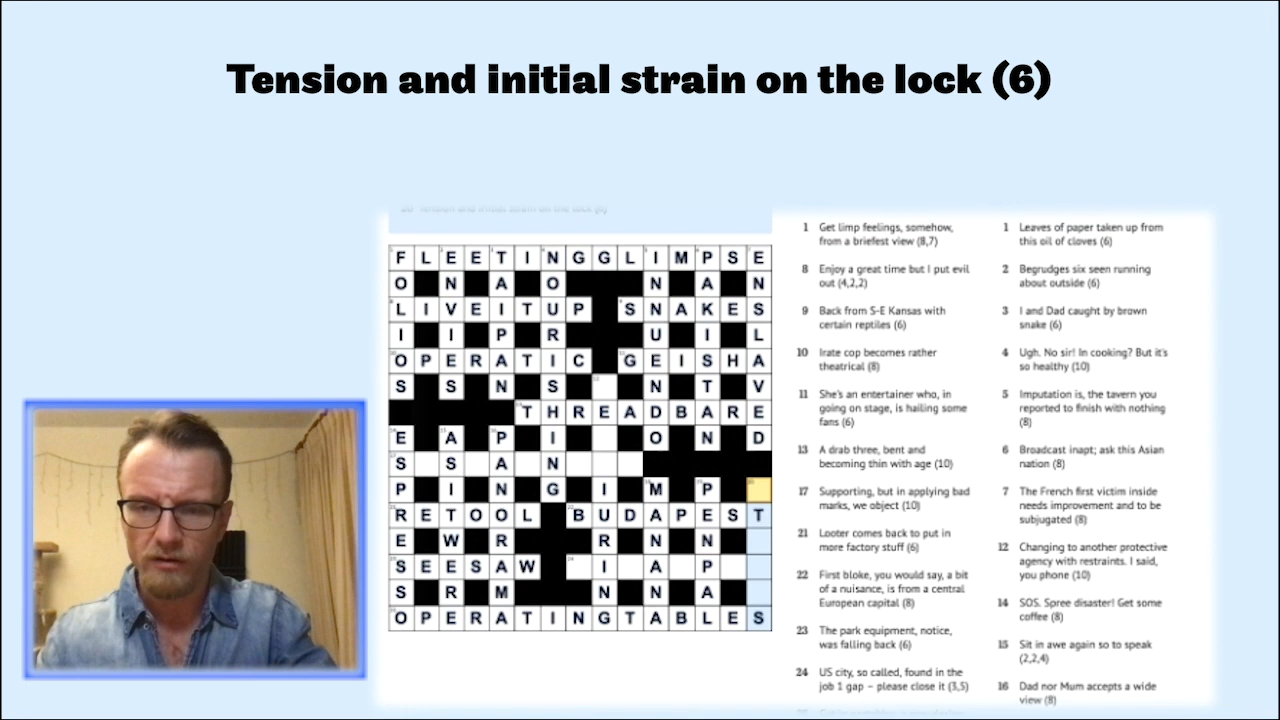 Tension and initial strain on the lock (6)
20 Tension and initial strain on the lock (6)
F L E E T I N G G L I M P S E
O N A O N A N
L I V E I T U P S N A K E S
I I P R U I L
O P E R A T I C G E I S H A
S S N S E T V
T H R E A D B A R E
E A P I O N D
S S A N
P I N G I M P
R E T O O L B U D A P E S T
E W R R N N
S E E S A W I A P
S R M N N A
O P E R A T I N G T A B L E S
1 Get limp feelings, somehow,
from a briefest view (8,7)
8 Enjoy a great time but I put evil
out (4,2,2)
9 Back from S-E Kansas with
certain reptiles (6)
10 Irate cop becomes rather
theatrical (8)
11 She's an entertainer who, in
going on stage, is hailing some
fans (6)
13 A drab three, bent and
becoming thin with age (10)
17 Supporting, but in applying bad
marks, we object (10)
21 Looter comes back to put in
more factory stuff (6)
22 First bloke, you would say, a bit
of a nuisance, is from a central
European capital (8)
23 The park equipment, notice,
was falling back (6)
24 US city, so called, found in the
job 1 gap – please close it (3,5)
1 Leaves of paper taken up from
this oil of cloves (6)
2 Begrudges six seen running
about outside (6)
3 I and Dad caught by brown
snake (6)
4 Ugh. No sir! In cooking? But it's
so healthy (10)
5 Imputation is, the tavern you
reported to finish with nothing
(8)
6 Broadcast inapt; ask this Asian
nation (8)
7 The French first victim inside
needs improvement and to be
subjugated (8)
12 Changing to another protective
agency with restraints. I said,
you phone (10)
14 SOS. Spree disaster! Get some
coffee (8)
15 Sit in awe again so to speak
(2,2,4)
16 Dad nor Mum accepts a wide
view (8)